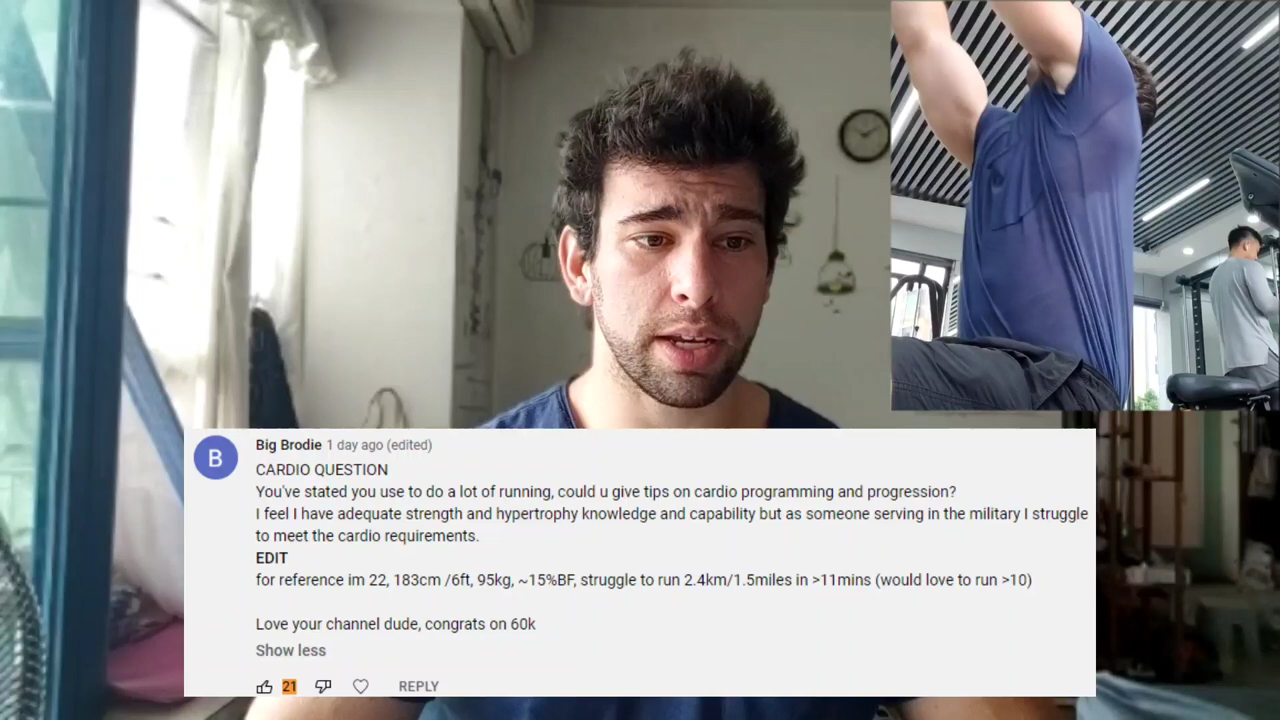 B
Big Brodie 1 day ago (edited)
CARDIO QUESTION
You've stated you use to do a lot of running, could u give tips on cardio programming and progression?
I feel I have adequate strength and hypertrophy knowledge and capability but as someone serving in the military I struggle
to meet the cardio requirements.
EDIT
for reference im 22, 183cm /6ft, 95kg, ~15%BF, struggle to run 2.4km/1.5miles in >11mins (would love to run >10)
Love your channel dude, congrats on 60k
Show less
21 REPLY